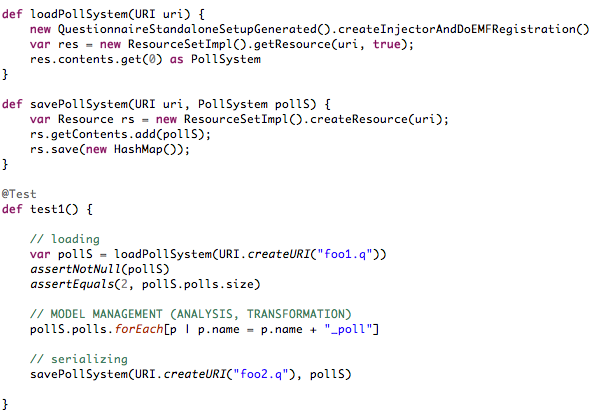 def loadPollSystem(URI uri) {
    new QuestionnaireStandaloneSetupGenerated().createInjectorAndDoEMFRegistration()
    var res = new ResourceSetImpl().getResource(uri, true);
    res.contents.get(0) as PollSystem
}

def savePollSystem(URI uri, PollSystem pollS) {
    var Resource rs = new ResourceSetImpl().createResource(uri);
    rs.getContents.add(pollS);
    rs.save(new HashMap());
}

@Test
def test1() {

    // loading
    var pollS = loadPollSystem(URI.createURI("foo1.q"))
    assertNotNull(pollS)
    assertEquals(2, pollS.polls.size)

    // MODEL MANAGEMENT (ANALYSIS, TRANSFORMATION)
    pollS.polls.forEach[p | p.name = p.name + "_poll"]

    // serializing
    savePollSystem(URI.createURI("foo2.q"), pollS)

}